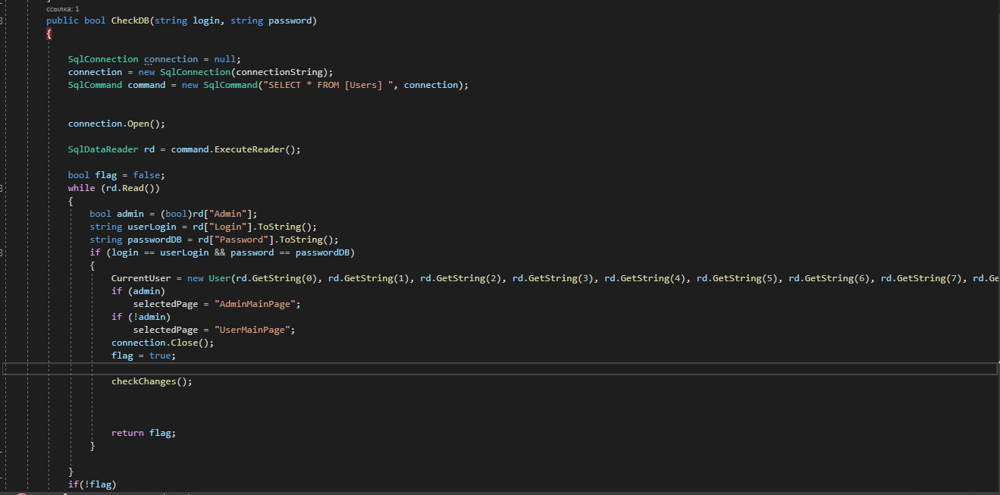 ссылка: 1
public bool CheckDB(string login, string password)
{
SqlConnection connection = null;
connection = new SqlConnection(connectionString);
SqlCommand command = new SqlCommand("SELECT * FROM [Users] ", connection);
connection.Open();
SqlDataReader rd = command.ExecuteReader();
bool flag = false;
while (rd.Read())
{
bool admin = (bool)rd["Admin"];
string userLogin = rd["Login"].ToString();
string passwordDB = rd["Password"].ToString();
if (login == userLogin && password == passwordDB)
{
CurrentUser = new User(rd.GetString(0), rd.GetString(1), rd.GetString(2), rd.GetString(3), rd.GetString(4), rd.GetString(5), rd.GetString(6), rd.GetString(7), rd.Ge
if (admin)
selectedPage = "AdminMainPage";
if (!admin)
selectedPage = "UserMainPage";
connection.Close();
flag = true;
checkChanges();
return flag;
}
}
if(!flag)